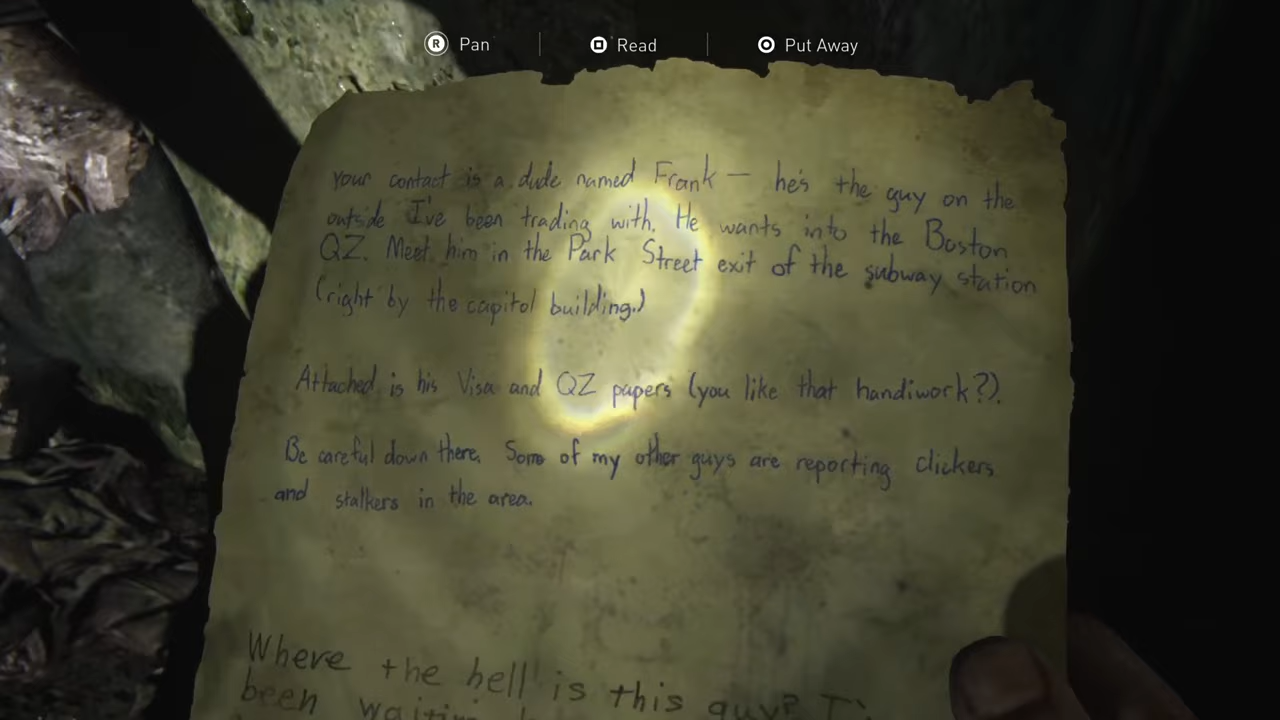 R Pan | Read | Put Away
Your contact is a dude named Frank — he's the guy on the
outside I've been trading with. He wants into the Boston
QZ. Meet him in the Park Street exit of the subway station
(right by the capitol building.)
Attached is his Visa and QZ papers (you like that handiwork?).
Be careful down there. Some of my other guys are reporting clickers
and stalkers in the area.
Where the hell is this guy? I've
been waiting